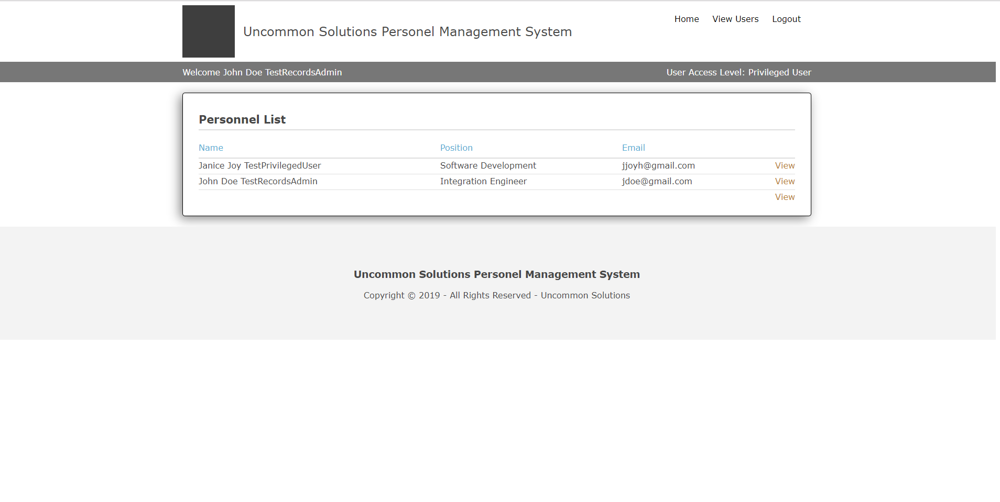 Uncommon Solutions Personel Management System
Home View Users Logout
Welcome John Doe TestRecordsAdmin
User Access Level: Privileged User
Personnel List
Name Position Email
Janice Joy TestPrivilegedUser Software Development jjoyh@gmail.com View
John Doe TestRecordsAdmin Integration Engineer jdoe@gmail.com View
View
Uncommon Solutions Personel Management System
Copyright © 2019 - All Rights Reserved - Uncommon Solutions